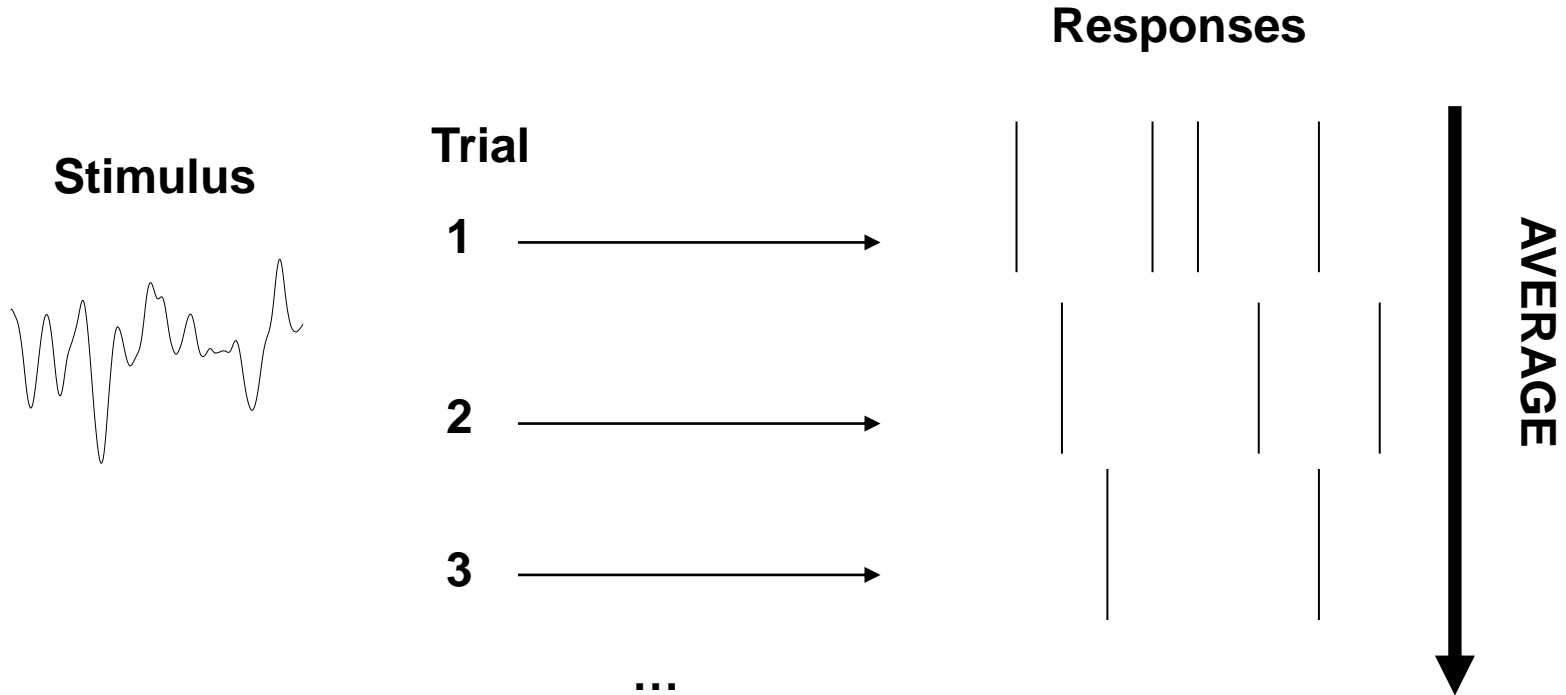 Responses
Trial
Stimulus
1
2
3
...
AVERAGE